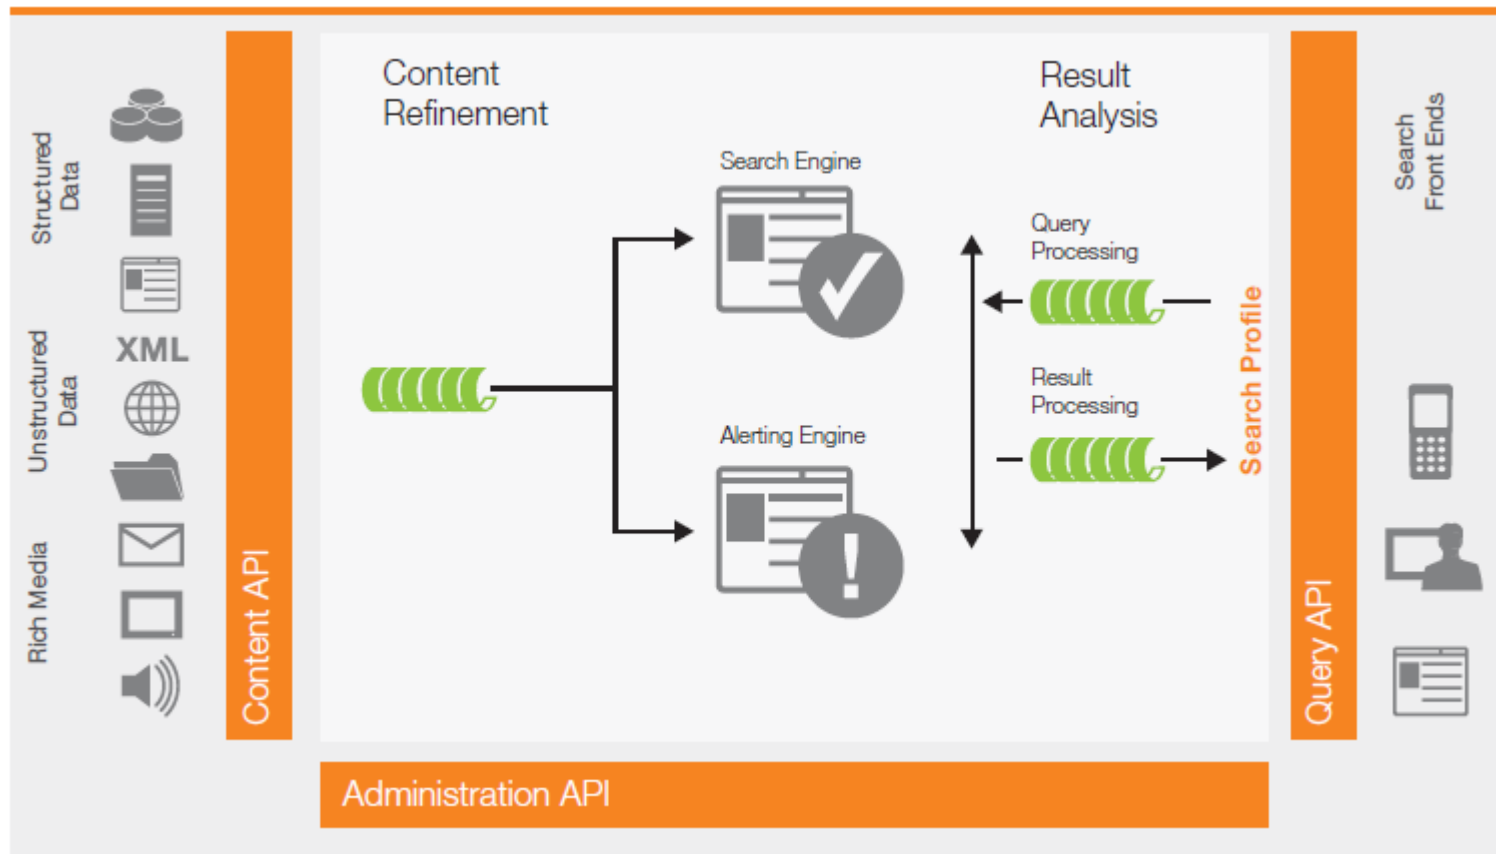 Structured
Data
Unstructured
Data
Rich Media
XML
Content API
Content
Refinement
Search Engine
Alerting Engine
Result
Analysis
Query
Processing
Result
Processing
Search Profile
Query API
Search
Front Ends
Administration API